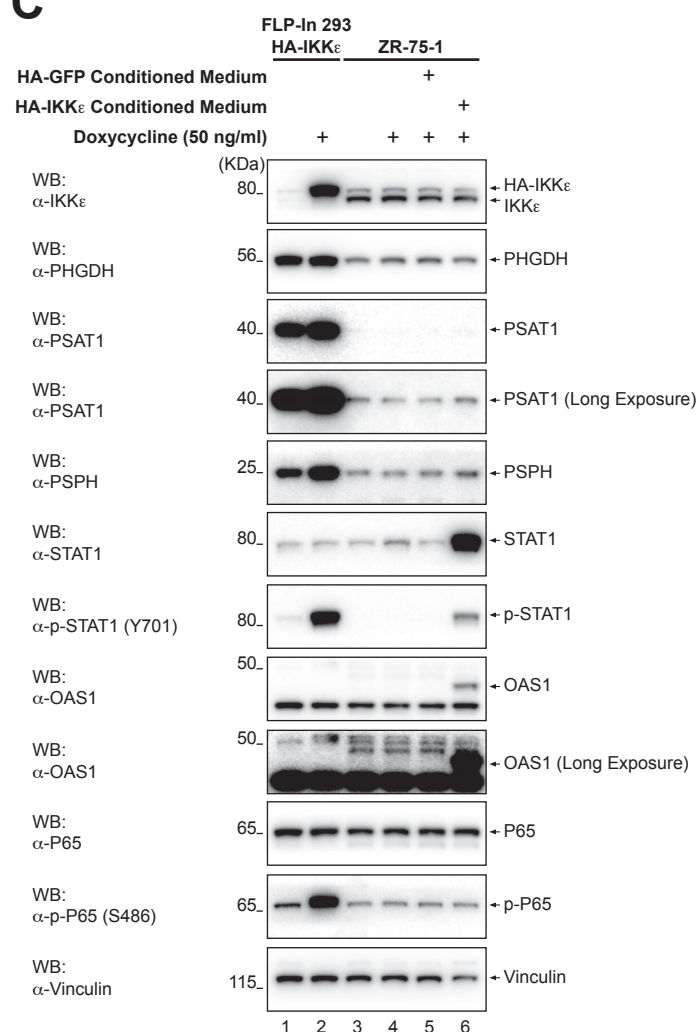 C
FLP-In 293
HA-IKKε ZR-75-1
HA-GFP Conditioned Medium +
HA-IKKε Conditioned Medium +
Doxycycline (50 ng/ml) + + + +
(KDa)
WB:
α-IKKε
80
HA-IKKε
IKKε
WB:
α-PHGDH
56
PHGDH
WB:
α-PSAT1
40
PSAT1
WB:
α-PSAT1
40
PSAT1 (Long Exposure)
WB:
α-PSPH
25
PSPH
WB:
α-STAT1
80
STAT1
WB:
α-p-STAT1 (Y701)
80
p-STAT1
WB:
α-OAS1
50
OAS1
WB:
α-OAS1
50
OAS1 (Long Exposure)
WB:
α-P65
65
P65
WB:
α-p-P65 (S486)
65
p-P65
WB:
α-Vinculin
115
Vinculin
1 2 3 4 5 6